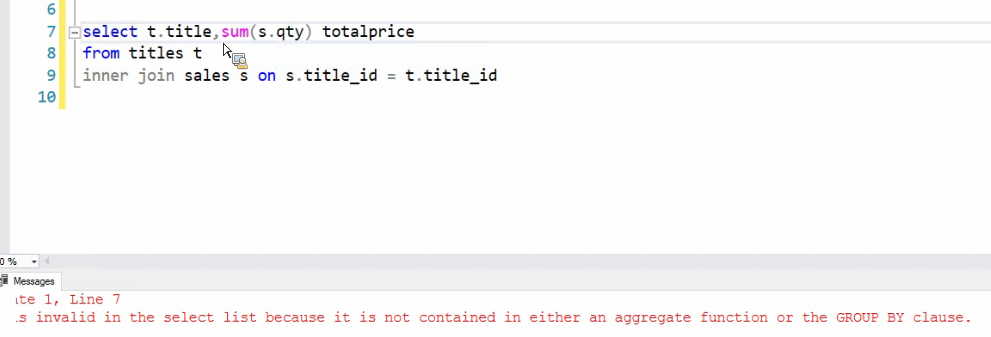 6
7 select t.title,sum(s.qty) totalprice
8 from titles t
9 inner join sales s on s.title_id = t.title_id
10
0 %
Messages
1, Line 7
invalid in the select list because it is not contained in either an aggregate function or the GROUP BY clause.